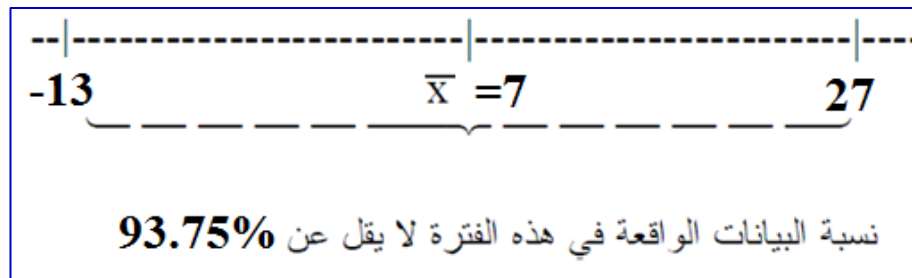 -13 x̄ =7 27
نسبة البيانات الواقعة في هذه الفترة لا يقل عن 93.75%